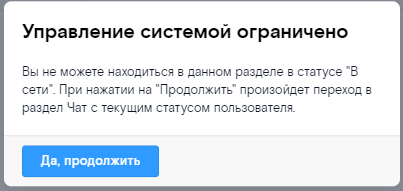 Управление системой ограничено
Вы не можете находиться в данном разделе в статусе "В
сети". При нажатии на "Продолжить" произойдет переход в
раздел Чат с текущим статусом пользователя.
Да, продолжить